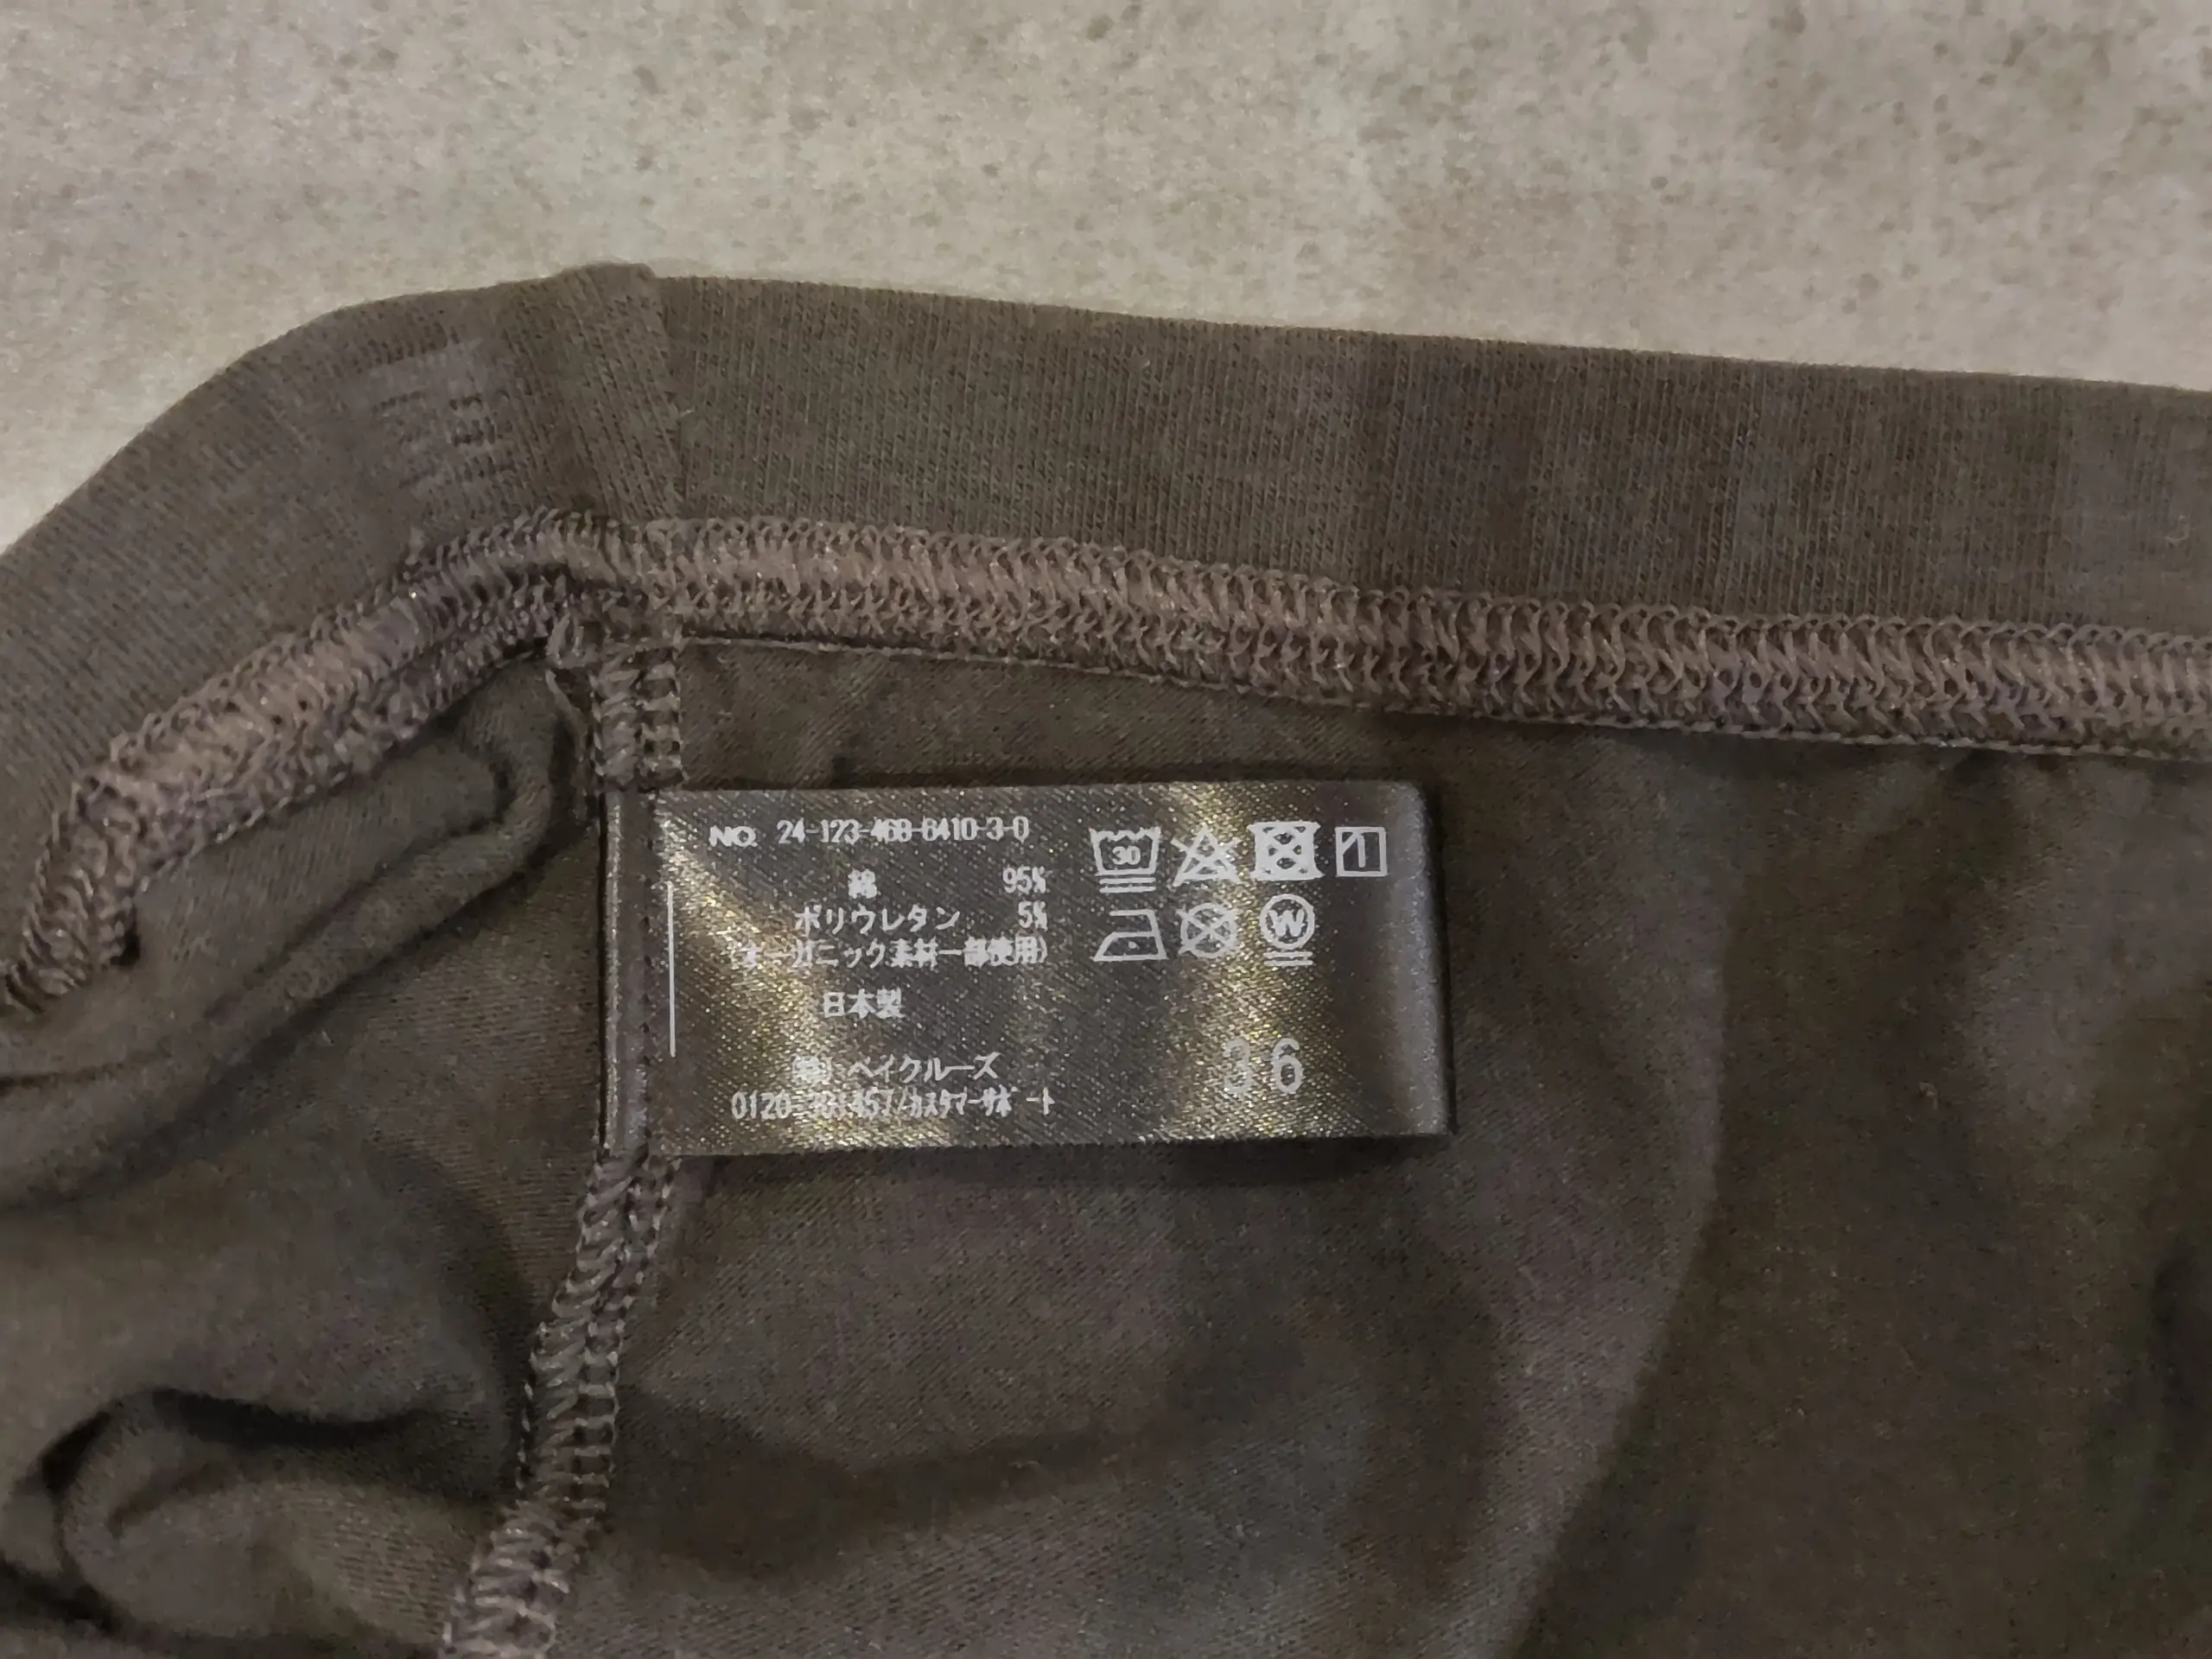 NO. 24-123-468-6410-3-0
綿 95%
ポリウレタン 5%
(オーガニック素材一部使用)
日本製
ベイクルーズ
カスタマーサポート
30
W
36